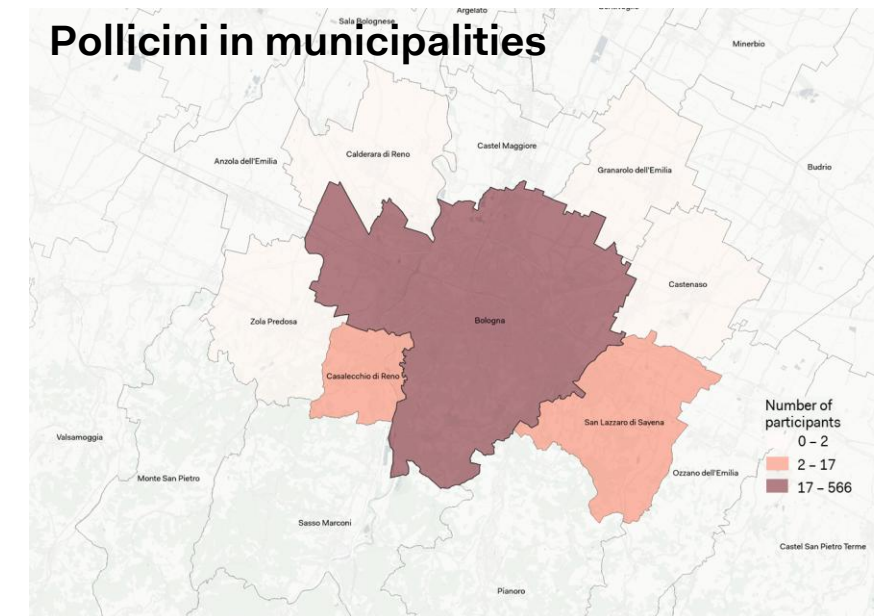 Argelato
Sala Bolognese
Pollicini in municipalities
Minerbio
Castel Maggiore
Calderara di Reno
Anzola dell'Emilia
Granarolo dell'Emilia
Budrio
Castenaso
Zola Predosa
Bologna
Casalecchio di Reno
Number of
participants
0 – 2
2 – 17
17 – 566
San Lazzaro di Savena
Valsamoggia
Ozzano dell'Emilia
Monte San Pietro
Sasso Marconi
Castel San Pietro Terme
Pianoro